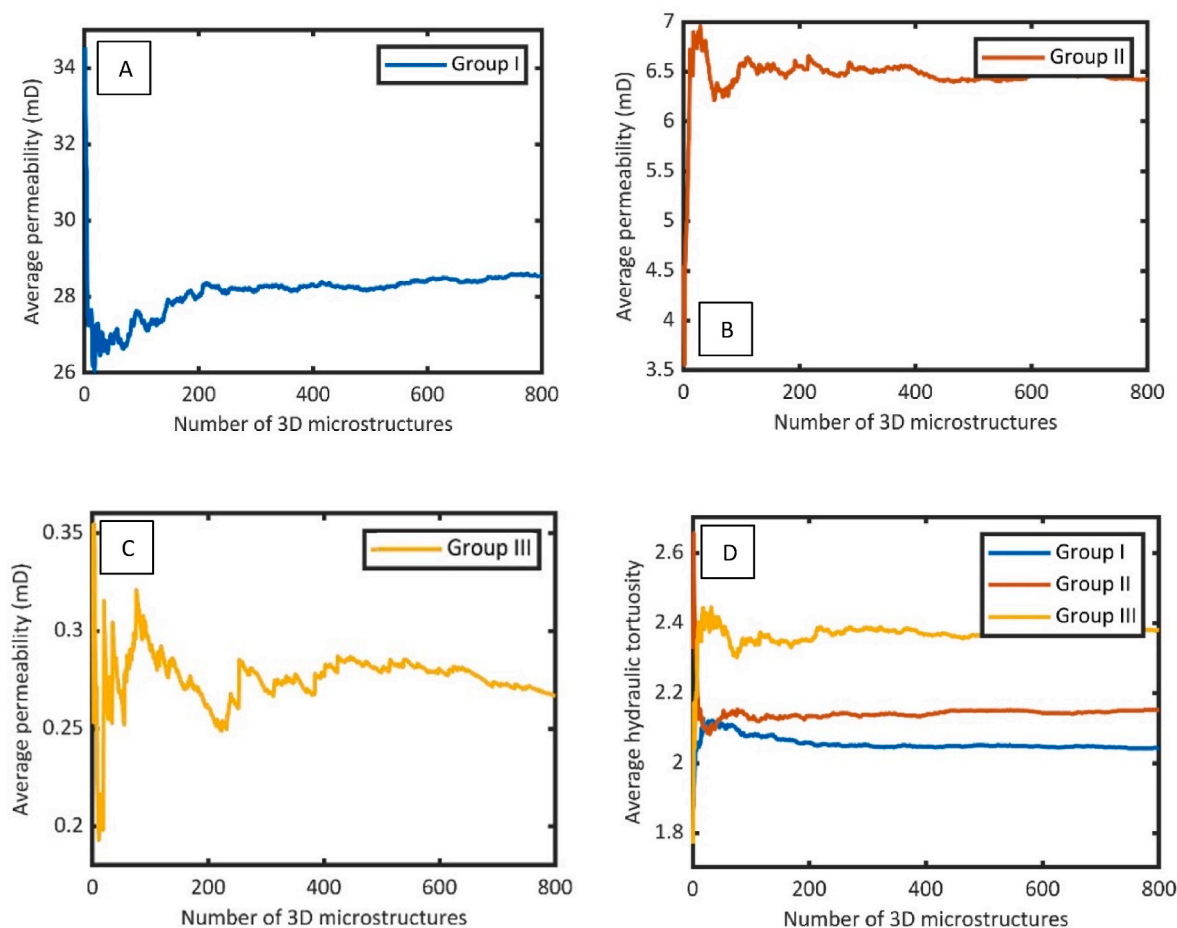 A
Group I
34
32
30
28
26
0
200
400
600
800
Average permeability (mD)
Number of 3D microstructures
B
Group II
7
6.5
6
5.5
5
4.5
4
3.5
0
200
400
600
800
Average permeability (mD)
Number of 3D microstructures
C
Group III
0.35
0.3
0.25
0.2
0
200
400
600
800
Average permeability (mD)
Number of 3D microstructures
D
Group I
Group II
Group III
2.6
2.4
2.2
2
1.8
0
200
400
600
800
Average hydraulic tortuosity
Number of 3D microstructures